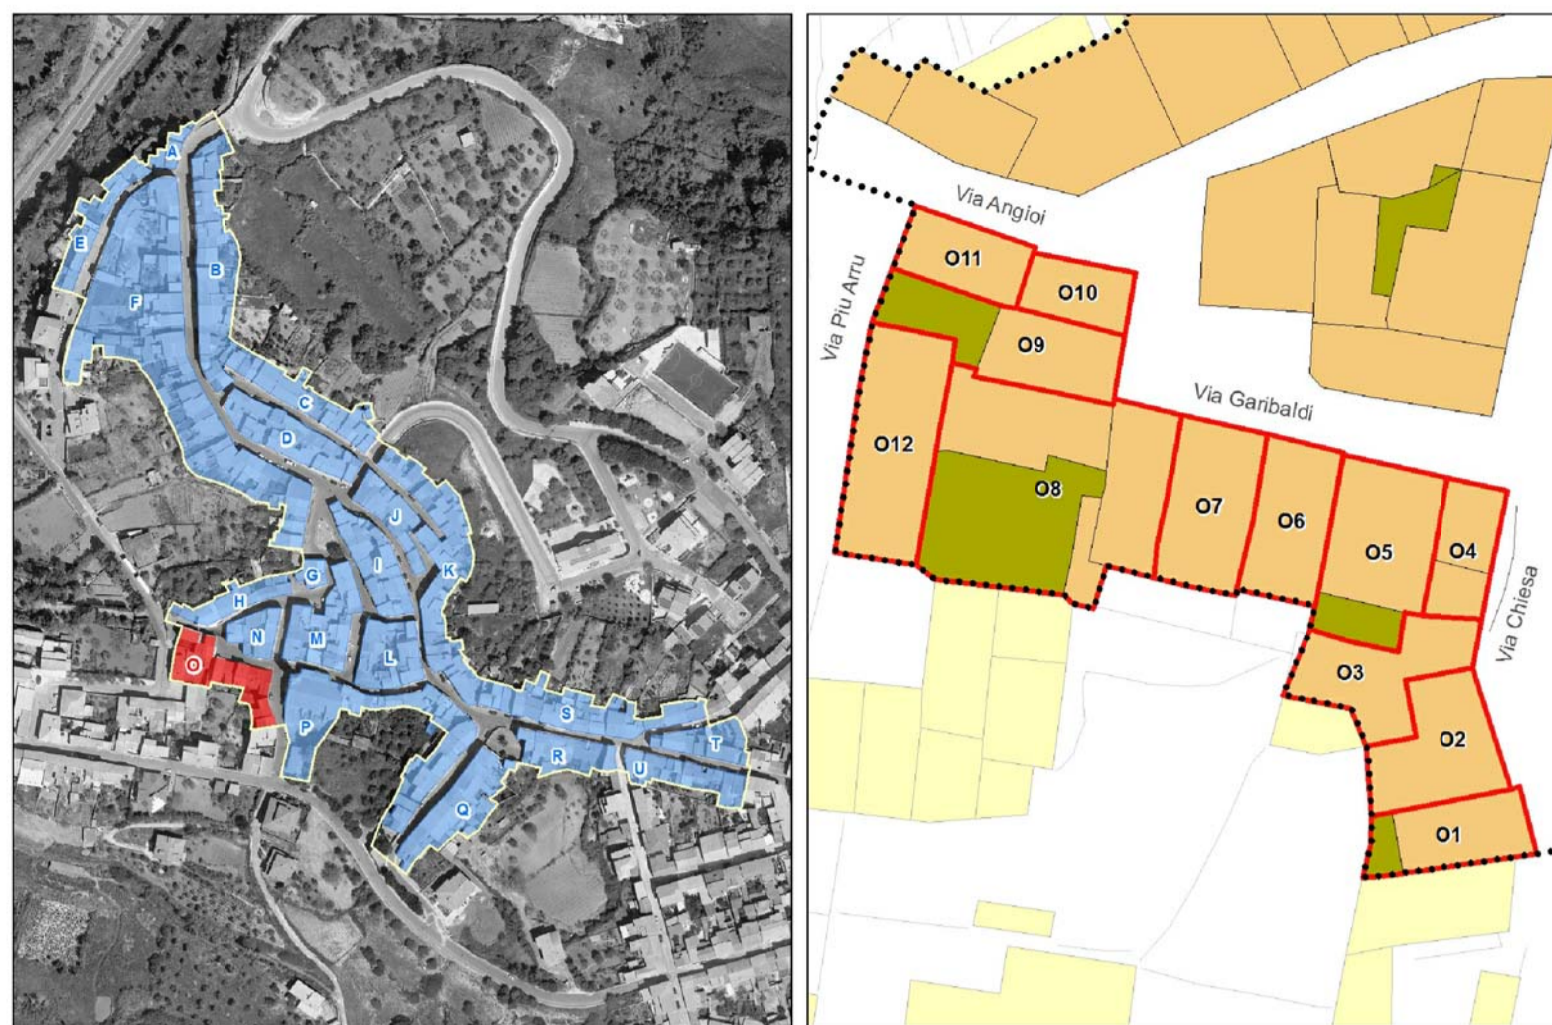 A
E
B
F
C
D
J
I
K
G
H
N
M
L
O
P
S
T
R
U
Q
Via Angioi
O11
O10
Via Piu Arru
O9
Via Garibaldi
O12
O8
O7
O6
O5
O4
Via Chiesa
O3
O2
O1